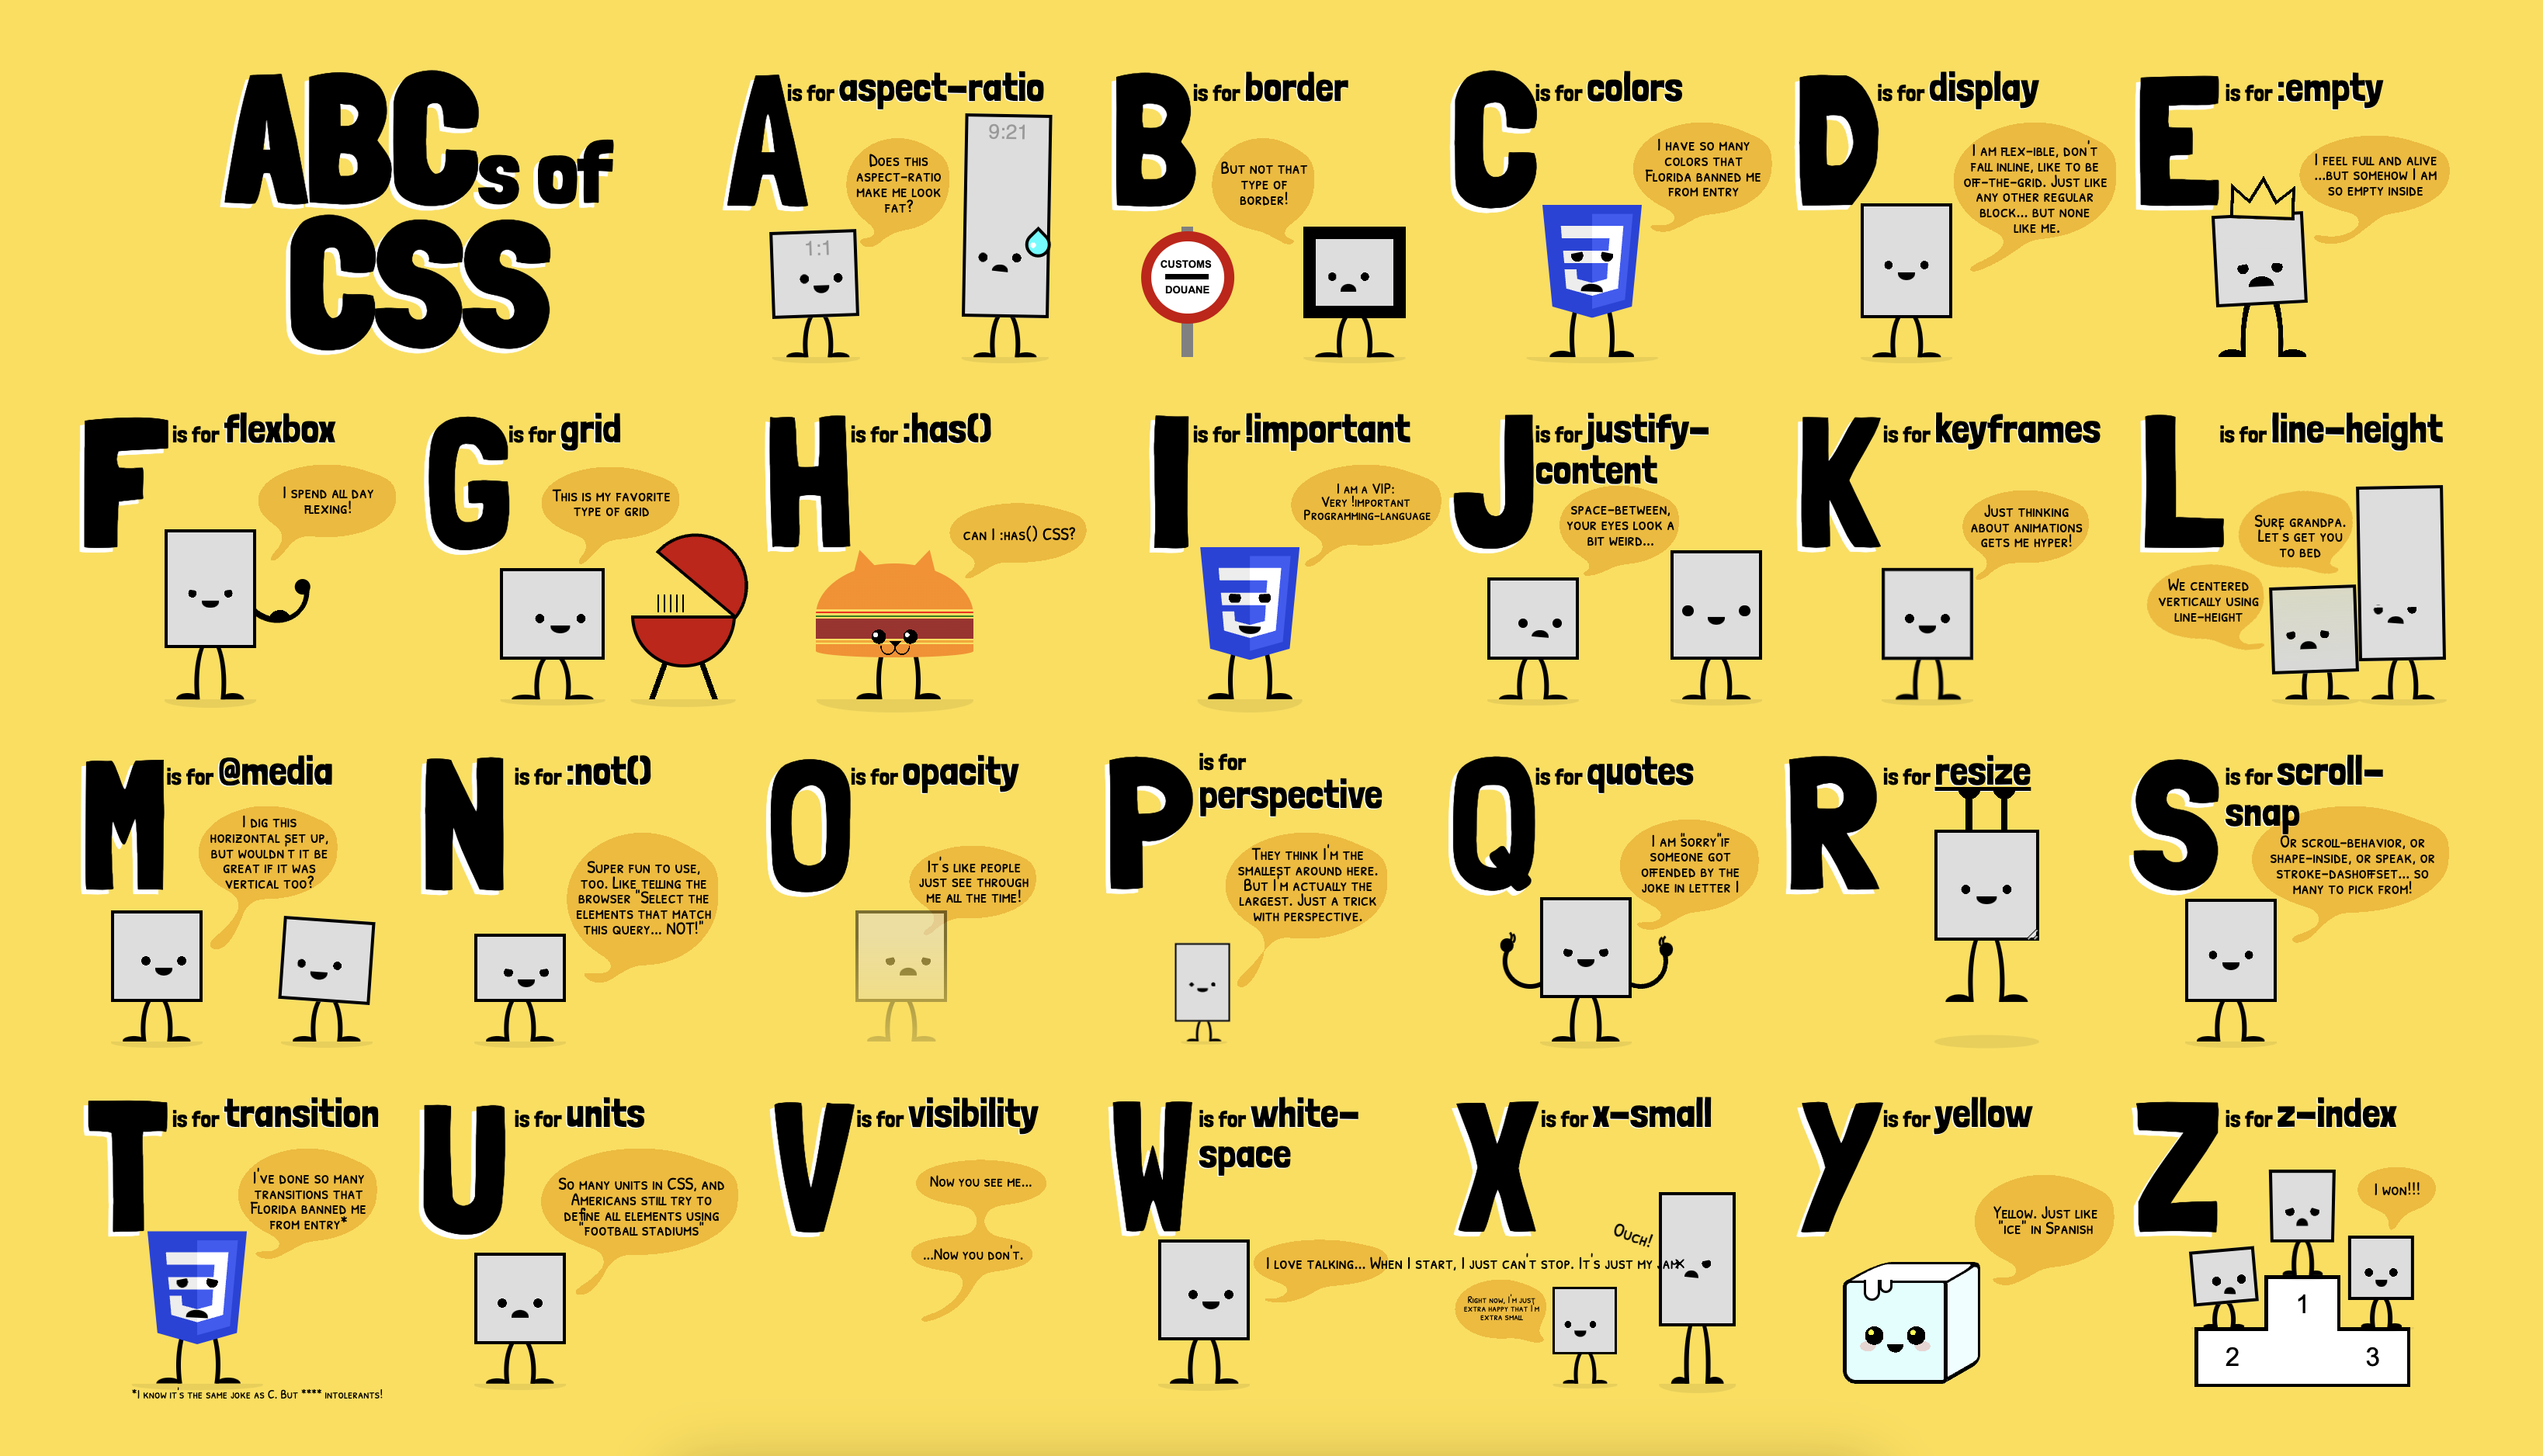 ABCs of
CSS
A is for aspect-ratio
Does this
aspect-ratio
make me look
fat?
1:1
9:21
B is for border
But not that
type of
border!
CUSTOMS
DOUANE
C is for colors
I have so many
colors that
Florida banned me
from entry
D is for display
I am flex-ible, don't
fall inline, like to be
off-the-grid. Just like
any other regular
block... but none
like me.
E is for :empty
I feel full and alive
...but somehow I am
so empty inside
F is for flexbox
I spend all day
flexing!
G is for grid
This is my favorite
type of grid
H is for :has()
can I :has() CSS?
I is for !important
I am a VIP:
Very !important
Programming-language
J is for justify-
content
space-between,
your eyes look a
bit weird...
K is for keyframes
Just thinking
about animations
gets me hyper!
L is for line-height
Sure grandpa.
Let's get you
to bed
We centered
vertically using
line-height
M is for @media
I dig this
horizontal set up,
but wouldn't it be
great if it was
vertical too?
N is for :not()
Super fun to use,
too. Like telling the
browser "Select the
elements that match
this query... NOT!"
O is for opacity
It's like people
just see through
me all the time!
P is for
perspective
They think I'm the
smallest around here.
But I'm actually the
largest. Just a trick
with perspective.
Q is for quotes
I am "sorry" if
someone got
offended by the
joke in letter I
R is for resize
S is for scroll-
snap
Or scroll-behavior, or
shape-inside, or speak, or
stroke-dashoffset... so
many to pick from!
T is for transition
I've done so many
transitions that
Florida banned me
from entry*
*I know it's the same joke as C. But **** intolerants!
U is for units
So many units in CSS, and
Americans still try to
define all elements using
"football stadiums"
V is for visibility
Now you see me...
...Now you don't.
W is for white-
space
I love talking... When I start, I just can't stop. It's just my jam
X is for x-small
Ouch!
Right now, I'm just
extra happy that I'm
extra small
Y is for yellow
Yellow. Just like
"ice" in Spanish
Z is for z-index
I won!!!
1
2
3